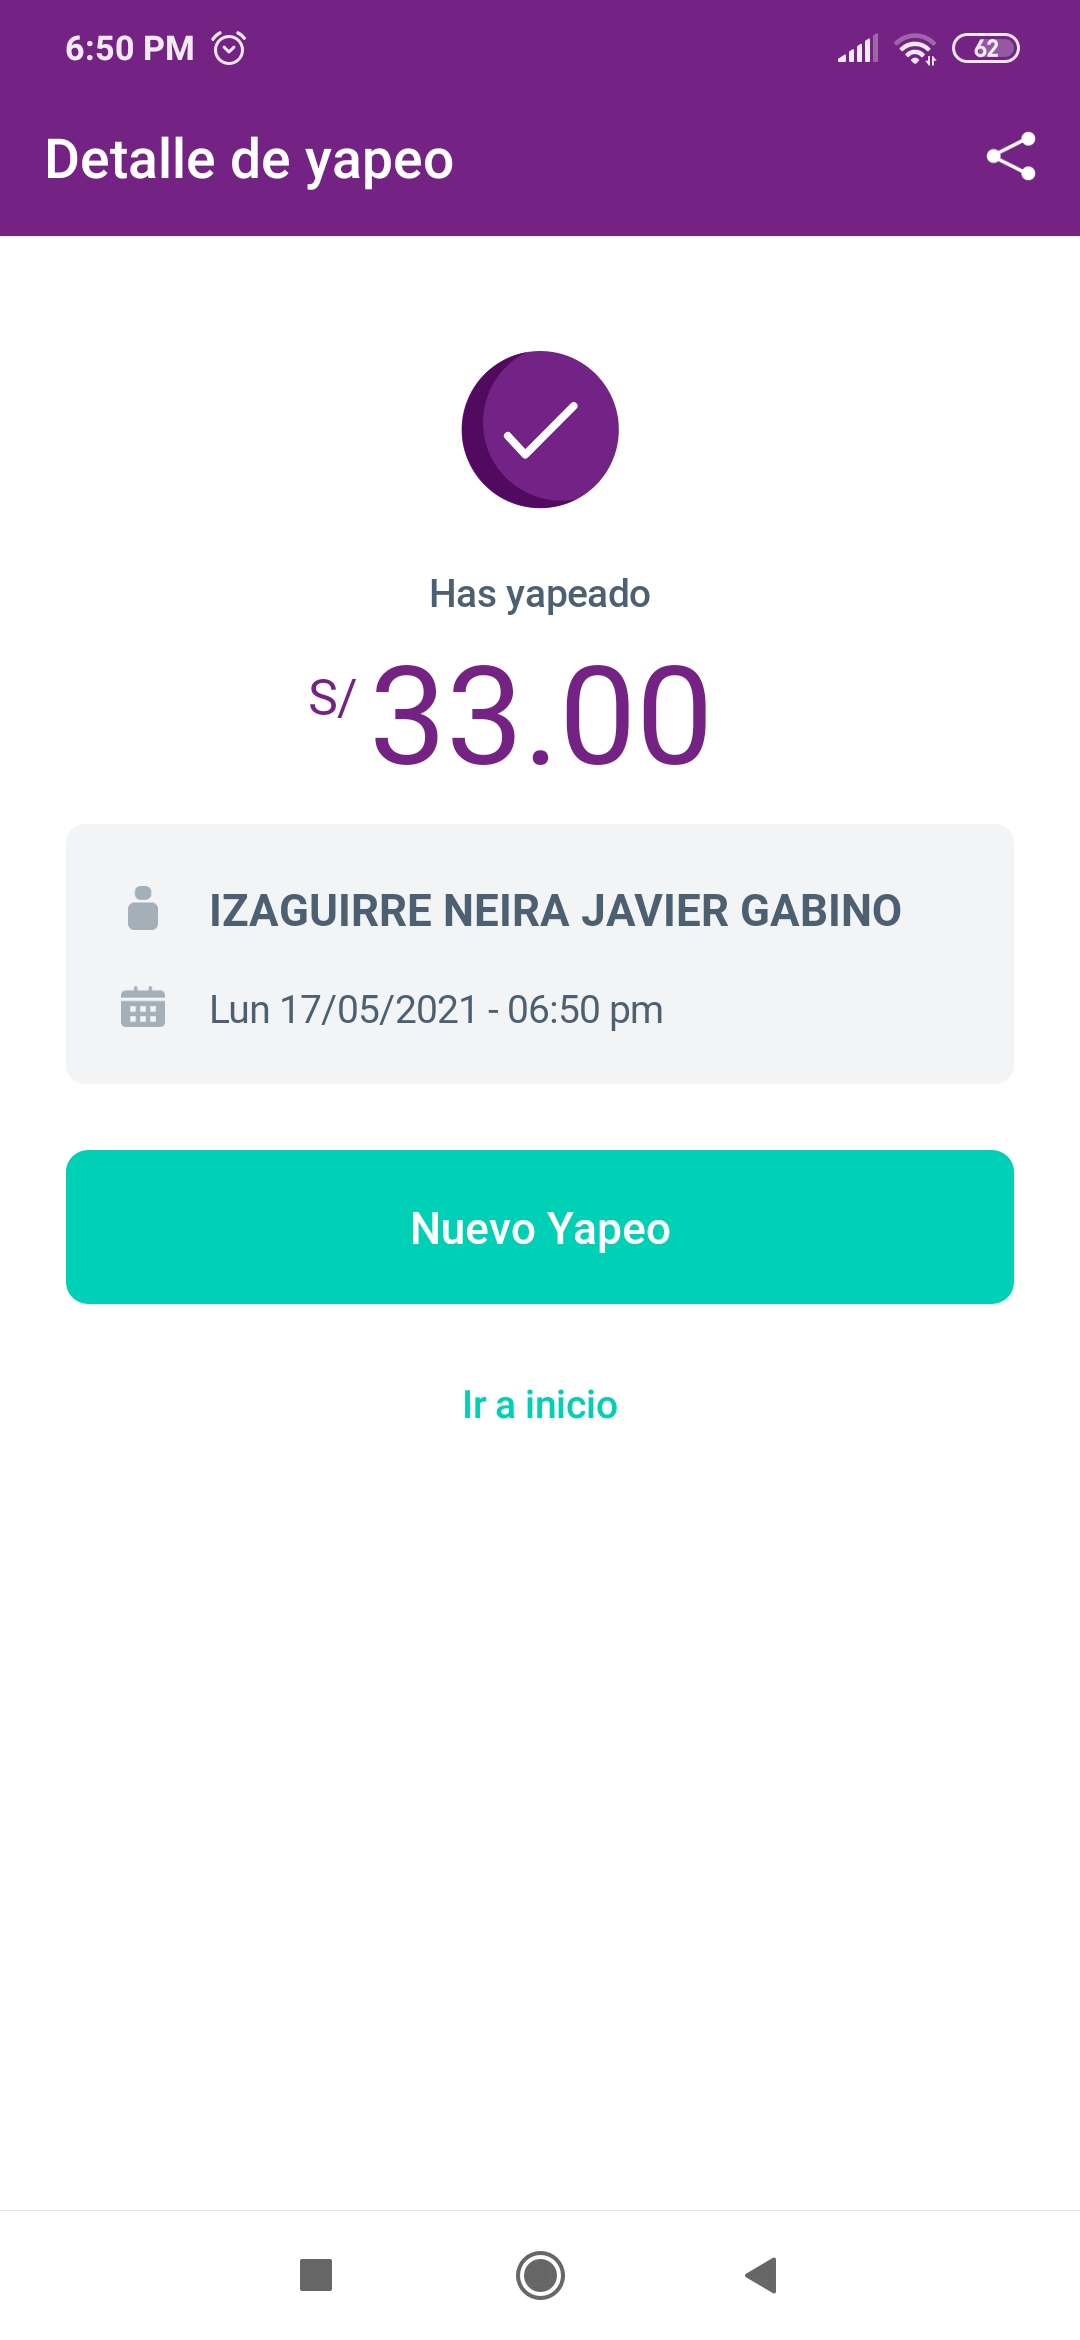 6:50 PM
62
Detalle de yapeo
Has yapeado
S/ 33.00
IZAGUIRRE NEIRA JAVIER GABINO
Lun 17/05/2021 - 06:50 pm
Nuevo Yapeo
Ir a inicio